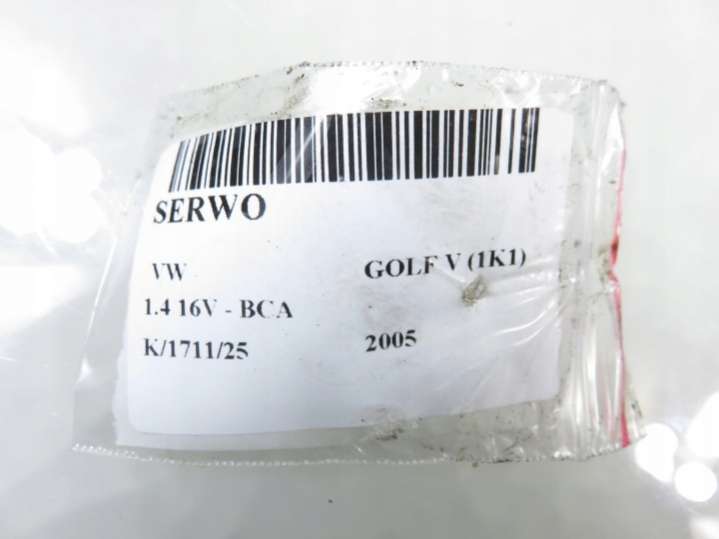 SERWO
VW GOLF V (1K1)
1.4 16V - BCA
K/1711/25 2005